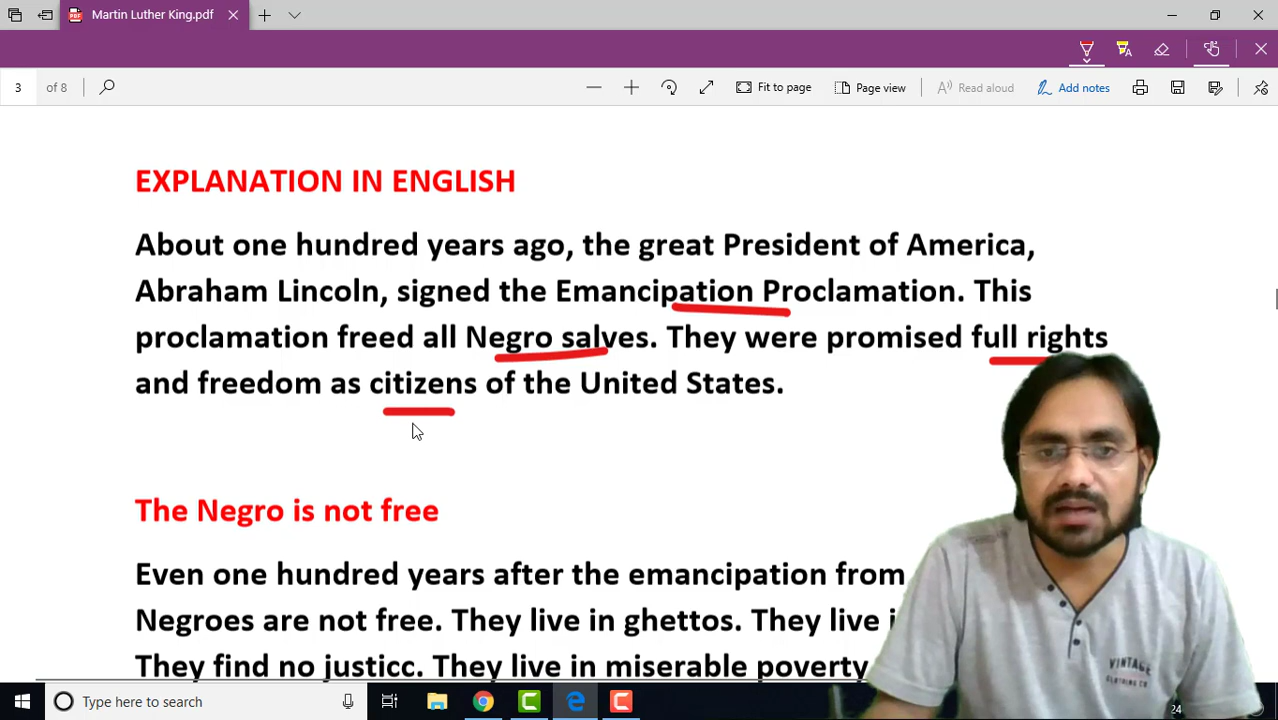 Martin Luther King.pdf
3 of 8
Fit to page
Page view
Read aloud
Add notes
EXPLANATION IN ENGLISH
About one hundred years ago, the great President of America,
Abraham Lincoln, signed the Emancipation Proclamation. This
proclamation freed all Negro salves. They were promised full rights
and freedom as citizens of the United States.
The Negro is not free
Even one hundred years after the emancipation from
Negroes are not free. They live in ghettos. They live
They find no justicc. They live in miserable poverty
VINTAGE
CLOTHING CO
Type here to search
24